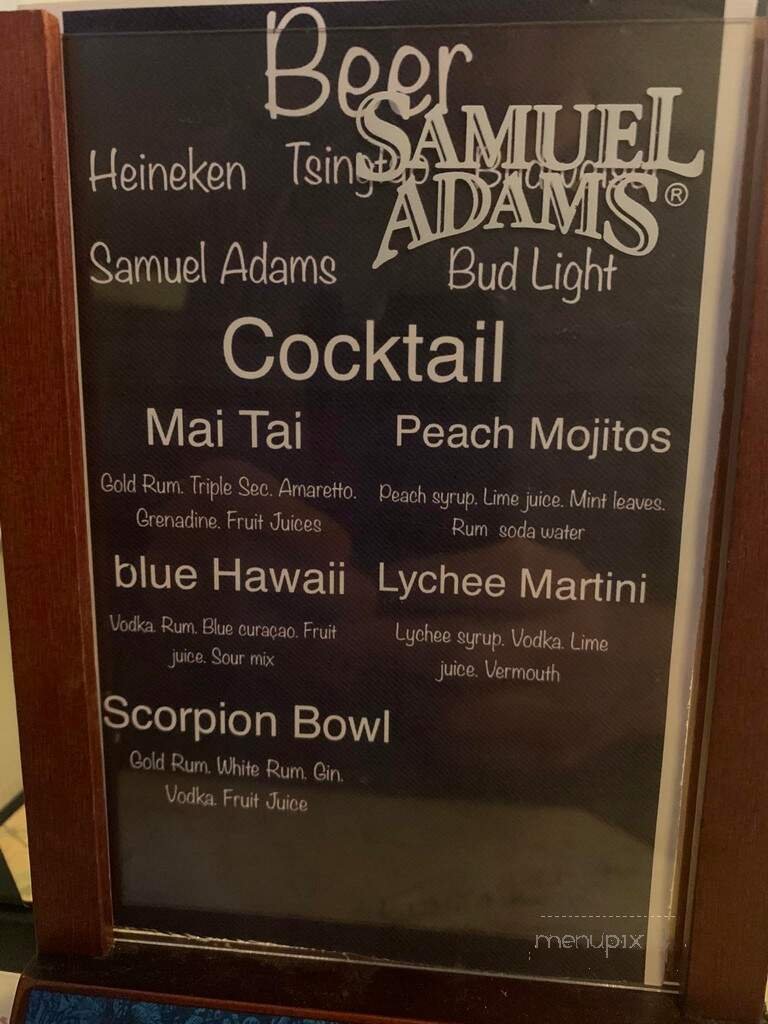 Beer
SAMUEL
ADAMS®
Heineken Tsingtao Budweiser
Samuel Adams Bud Light
Cocktail
Mai Tai Peach Mojitos
Gold Rum. Triple Sec. Amaretto. Peach syrup. Lime juice. Mint leaves.
Grenadine. Fruit Juices Rum soda water
blue Hawaii Lychee Martini
Vodka. Rum. Blue curaçao. Fruit Lychee syrup. Vodka. Lime
juice. Sour mix juice. Vermouth
Scorpion Bowl
Gold Rum. White Rum. Gin.
Vodka. Fruit Juice
menupix